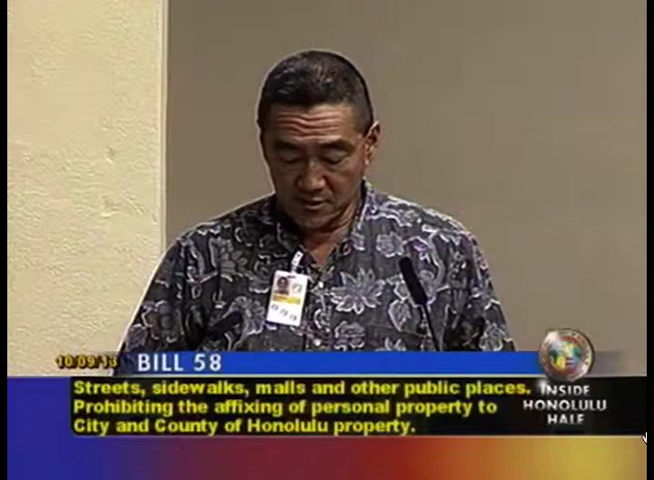 10/09/13
BILL 58
Streets, sidewalks, malls and other public places.
Prohibiting the affixing of personal property to
City and County of Honolulu property.
INSIDE
HONOLULU
HALE